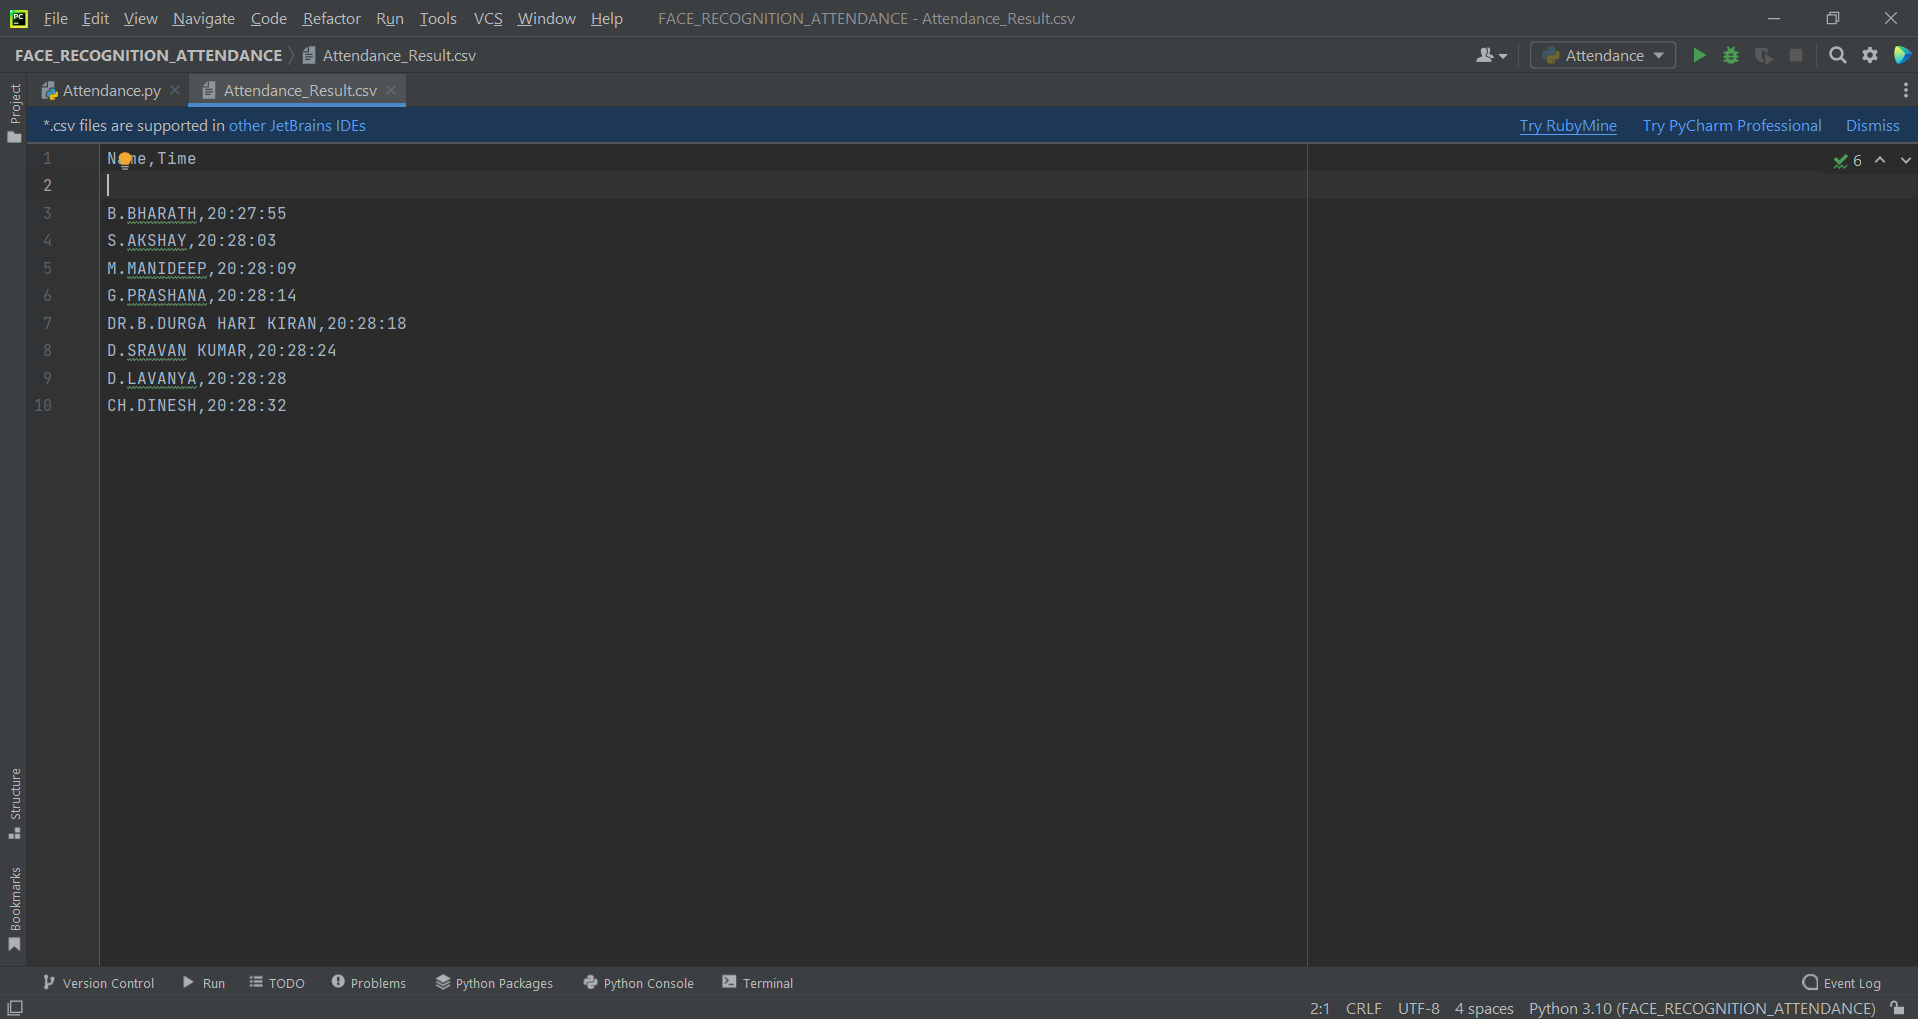 File Edit View Navigate Code Refactor Run Tools VCS Window Help FACE_RECOGNITION_ATTENDANCE - Attendance_Result.csv
FACE_RECOGNITION_ATTENDANCE Attendance_Result.csv Attendance
Attendance.py Attendance_Result.csv
*.csv files are supported in other JetBrains IDEs Try RubyMine Try PyCharm Professional Dismiss
Project
1 Name,Time 6
2
3 B.BHARATH,20:27:55
4 S.AKSHAY,20:28:03
5 M.MANIDEEP,20:28:09
6 G.PRASHANA,20:28:14
7 DR.B.DURGA HARI KIRAN,20:28:18
8 D.SRAVAN KUMAR,20:28:24
9 D.LAVANYA,20:28:28
10 CH.DINESH,20:28:32
Structure
Bookmarks
Version Control Run TODO Problems Python Packages Python Console Terminal Event Log
2:1 CRLF UTF-8 4 spaces Python 3.10 (FACE_RECOGNITION_ATTENDANCE)